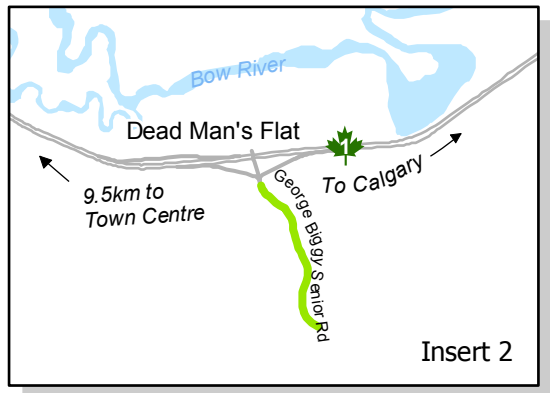 Bow River
Dead Man's Flat
1
To Calgary
9.5km to
Town Centre
George Biggy Senior Rd
Insert 2